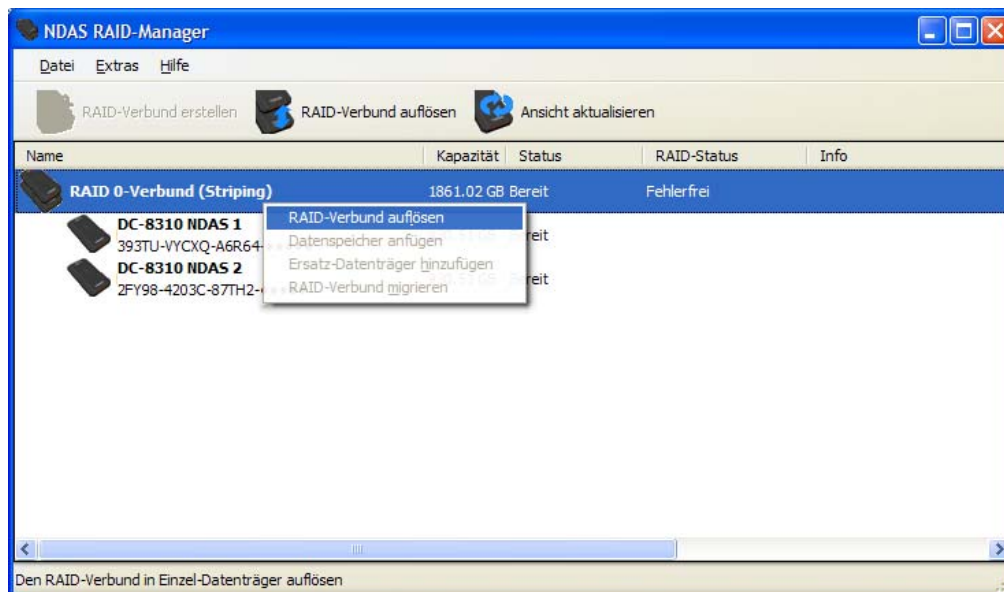 NDAS RAID-Manager
Datei Extras Hilfe
RAID-Verbund erstellen RAID-Verbund auflösen Ansicht aktualisieren
Name Kapazität Status RAID-Status Info
RAID 0-Verbund (Striping) 1861.02 GB Bereit Fehlerfrei
RAID-Verbund auflösen
DC-8310 NDAS 1
393TU-VYCXQ-A6R64- reit
Datenspeicher anfügen
Ersatz-Datenträger hinzufügen
DC-8310 NDAS 2
2FY98-4203C-87TH2- reit
RAID-Verbund migrieren
Den RAID-Verbund in Einzel-Datenträger auflösen